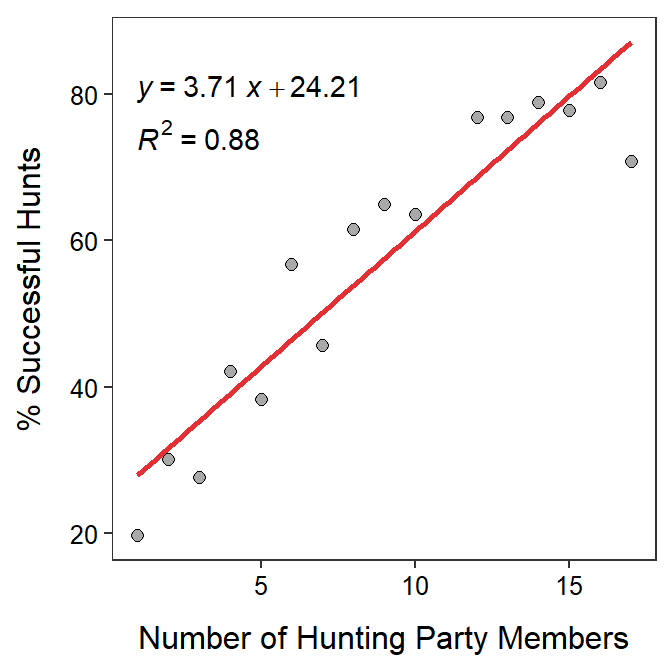 y = 3.71 x + 24.21
R² = 0.88
80
60
40
20
% Successful Hunts
5 10 15
Number of Hunting Party Members